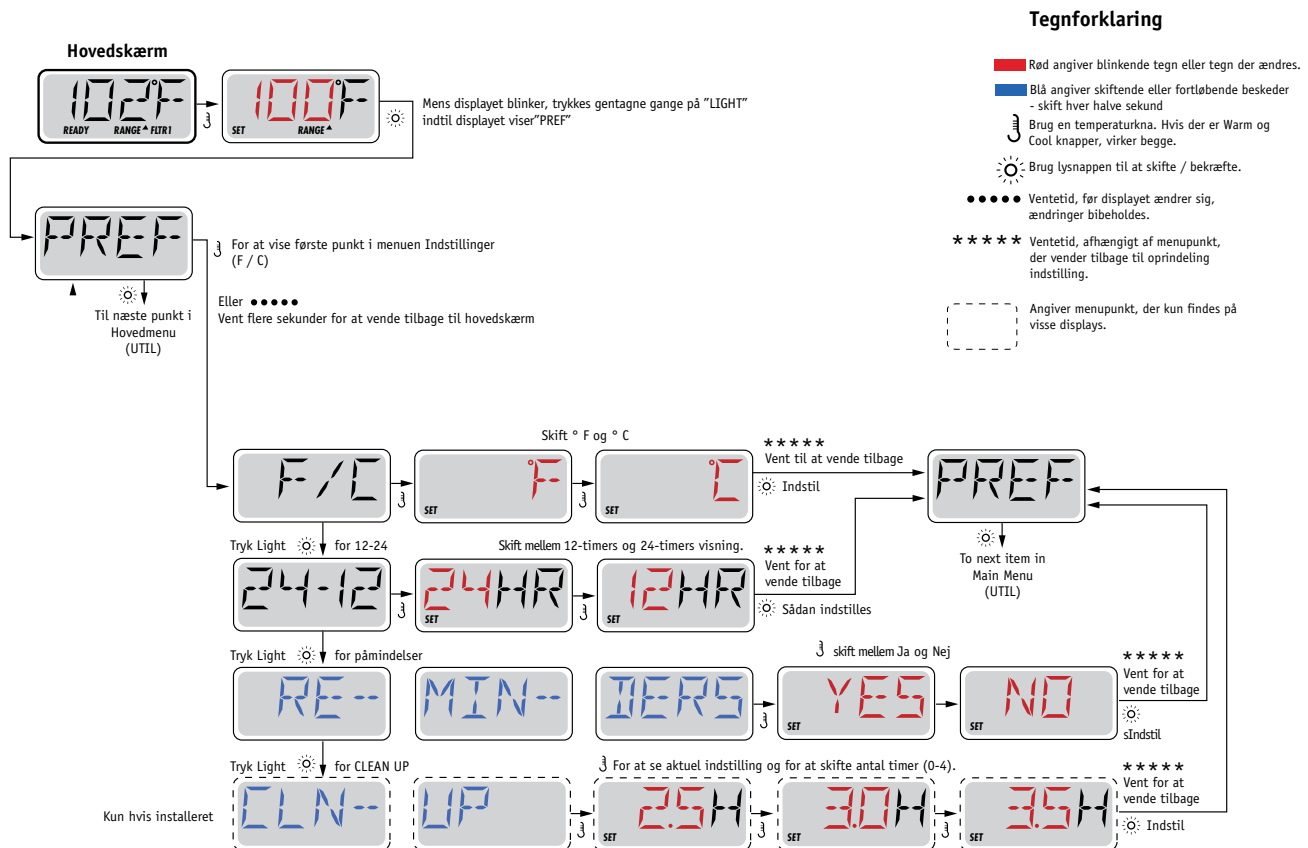 Tegnforklaring
Hovedskærm
102°F
READY RANGE FLTR1
100°F
SET RANGE
Mens displayet blinker, trykkes gentagne gange på "LIGHT"
indtil displayet viser"PREF"
Rød angiver blinkende tegn eller tegn der ændres.
Blå angiver skiftende eller fortløbende beskeder
- skift hver halve sekund
Brug en temperaturkna. Hvis der er Warm og
Cool knapper, virker begge.
Brug lysnappen til at skifte / bekræfte.
Ventetid, før displayet ændrer sig,
ændringer bibeholdes.
***** Ventetid, afhængigt af menupunkt,
der vender tilbage til oprindeling
indstilling.
Angiver menupunkt, der kun findes på
visse displays.
PREF
For at vise første punkt i menuen Indstillinger
(F / C)
Til næste punkt i
Hovedmenu
(UTIL)
Eller •••••
Vent flere sekunder for at vende tilbage til hovedskærm
Skift ° F og ° C
F/C
°F
SET
°C
SET
*****
Vent til at vende tilbage
Indstil
PREF
To next item in
Main Menu
(UTIL)
Tryk Light for 12-24
Skift mellem 12-timers og 24-timers visning.
24-12
24HR
SET
12HR
SET
*****
Vent for at
vende tilbage
Sådan indstilles
Tryk Light for påmindelser
skift mellem Ja og Nej
RE--
MIN--
DERS
YES
SET
NO
SET
*****
Vent for at
vende tilbage
sIndstil
Tryk Light for CLEAN UP
For at se aktuel indstilling og for at skifte antal timer (0-4).
Kun hvis installeret
CLN--
UP
2.5H
SET
3.0H
SET
3.5H
SET
*****
Vent for at
vende tilbage
Indstil